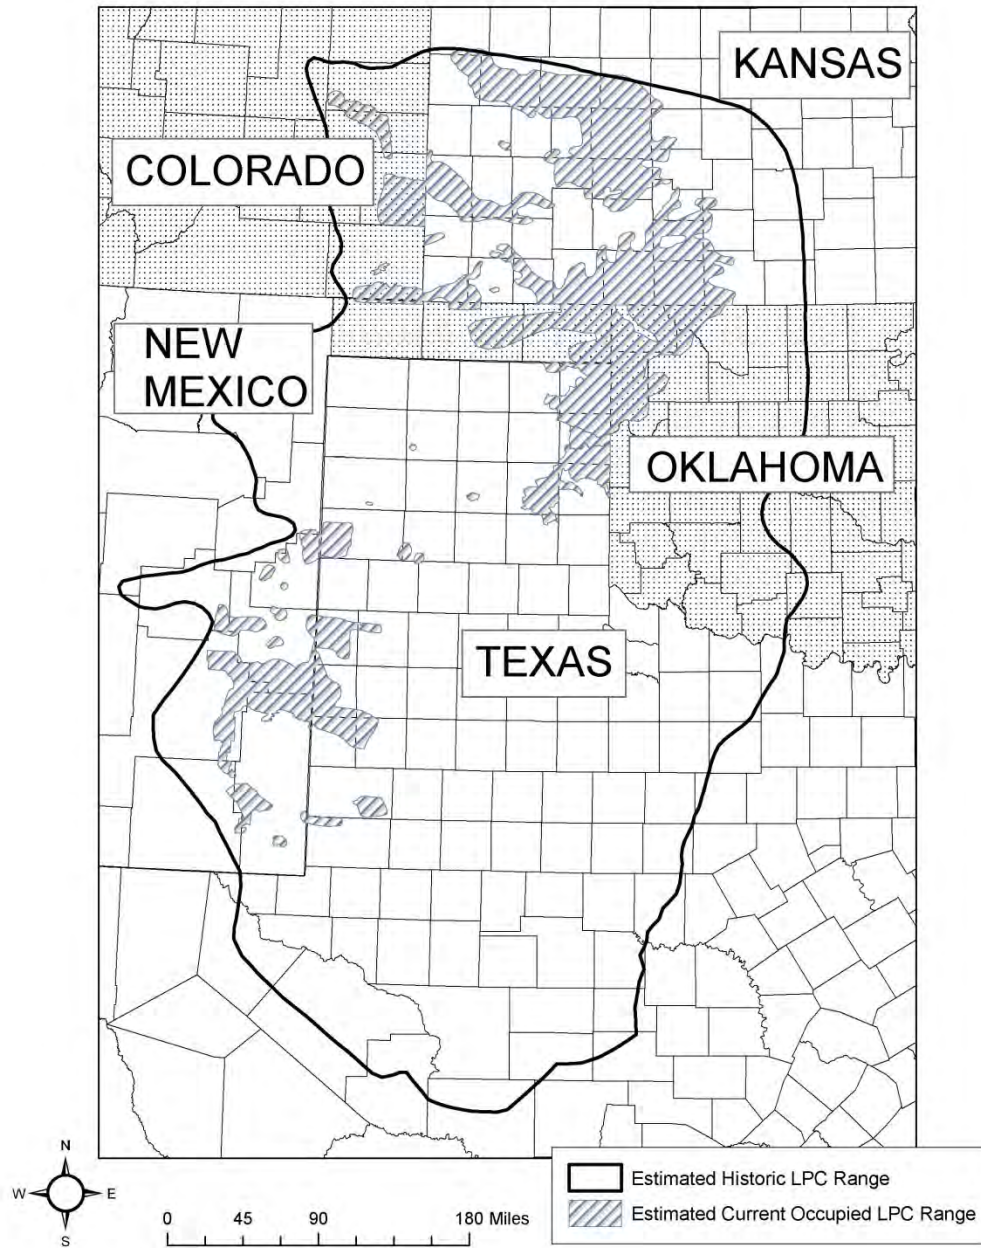 KANSAS
COLORADO
NEW
MEXICO
OKLAHOMA
TEXAS
N
W E
S
0 45 90 180 Miles
Estimated Historic LPC Range
Estimated Current Occupied LPC Range